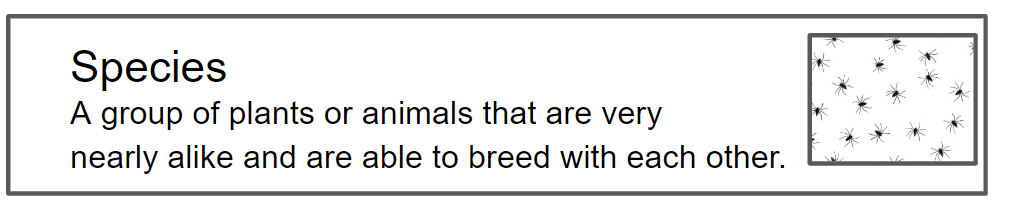 Species
A group of plants or animals that are very
nearly alike and are able to breed with each other.